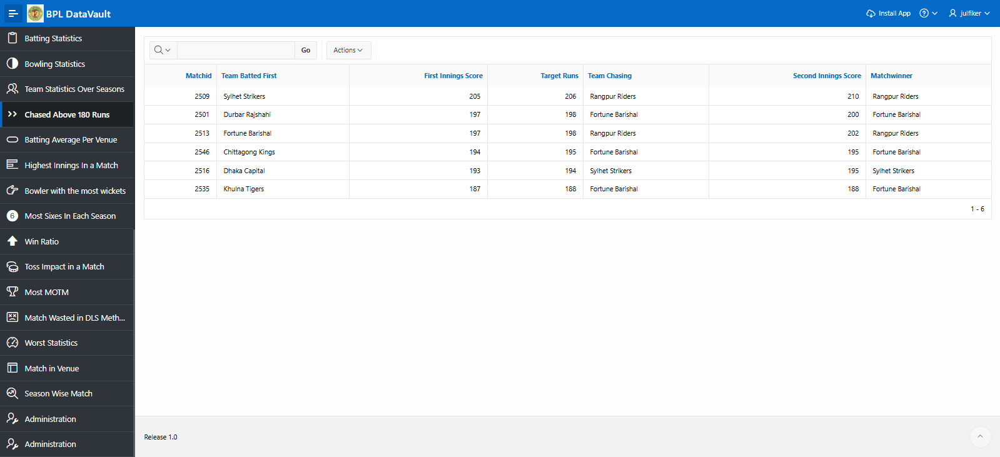 BPL DataVault
Install App
julfiker
Batting Statistics
Bowling Statistics
Team Statistics Over Seasons
Chased Above 180 Runs
Batting Average Per Venue
Highest Innings In a Match
Bowler with the most wickets
6 Most Sixes In Each Season
Win Ratio
Toss Impact in a Match
Most MOTM
Match Wasted in DLS Meth...
Worst Statistics
Match in Venue
Season Wise Match
Administration
Administration
Go Actions
Matchid Team Batted First First Innings Score Target Runs Team Chasing Second Innings Score Matchwinner
2509 Sylhet Strikers 205 206 Rangpur Riders 210 Rangpur Riders
2501 Durbar Rajshahi 197 198 Fortune Barishal 200 Fortune Barishal
2513 Fortune Barishal 197 198 Rangpur Riders 202 Rangpur Riders
2546 Chittagong Kings 194 195 Fortune Barishal 195 Fortune Barishal
2516 Dhaka Capital 193 194 Sylhet Strikers 195 Sylhet Strikers
2535 Khulna Tigers 187 188 Fortune Barishal 188 Fortune Barishal
1 - 6
Release 1.0